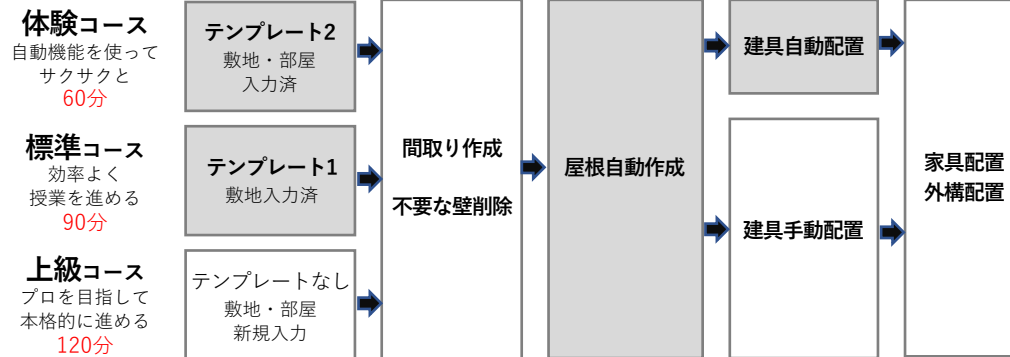 体験コース
自動機能を使って
サクサクと
60分
テンプレート2
敷地・部屋
入力済
標準コース
効率よく
授業を進める
90分
テンプレート1
敷地入力済
上級コース
プロを目指して
本格的に進める
120分
テンプレートなし
敷地・部屋
新規入力
間取り作成
不要な壁削除
屋根自動作成
建具自動配置
建具手動配置
家具配置
外構配置